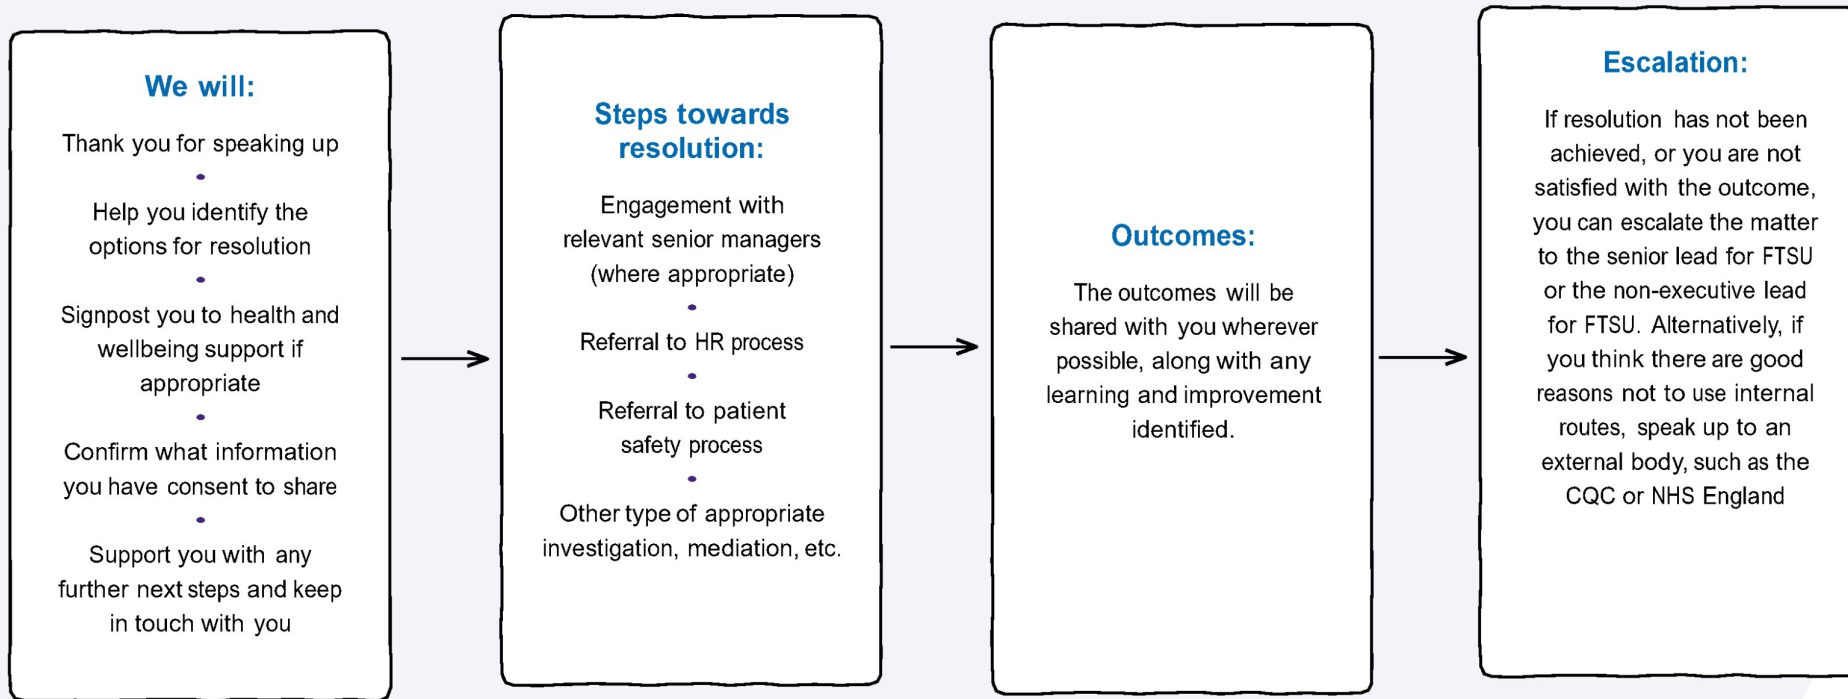 We will:
Thank you for speaking up
•
Help you identify the
options for resolution
•
Signpost you to health and
wellbeing support if
appropriate
•
Confirm what information
you have consent to share
•
Support you with any
further next steps and keep
in touch with you
Steps towards
resolution:
Engagement with
relevant senior managers
(where appropriate)
•
Referral to HR process
•
Referral to patient
safety process
•
Other type of appropriate
investigation, mediation, etc.
Outcomes:
The outcomes will be
shared with you wherever
possible, along with any
learning and improvement
identified.
Escalation:
If resolution has not been
achieved, or you are not
satisfied with the outcome,
you can escalate the matter
to the senior lead for FTSU
or the non-executive lead
for FTSU. Alternatively, if
you think there are good
reasons not to use internal
routes, speak up to an
external body, such as the
CQC or NHS England